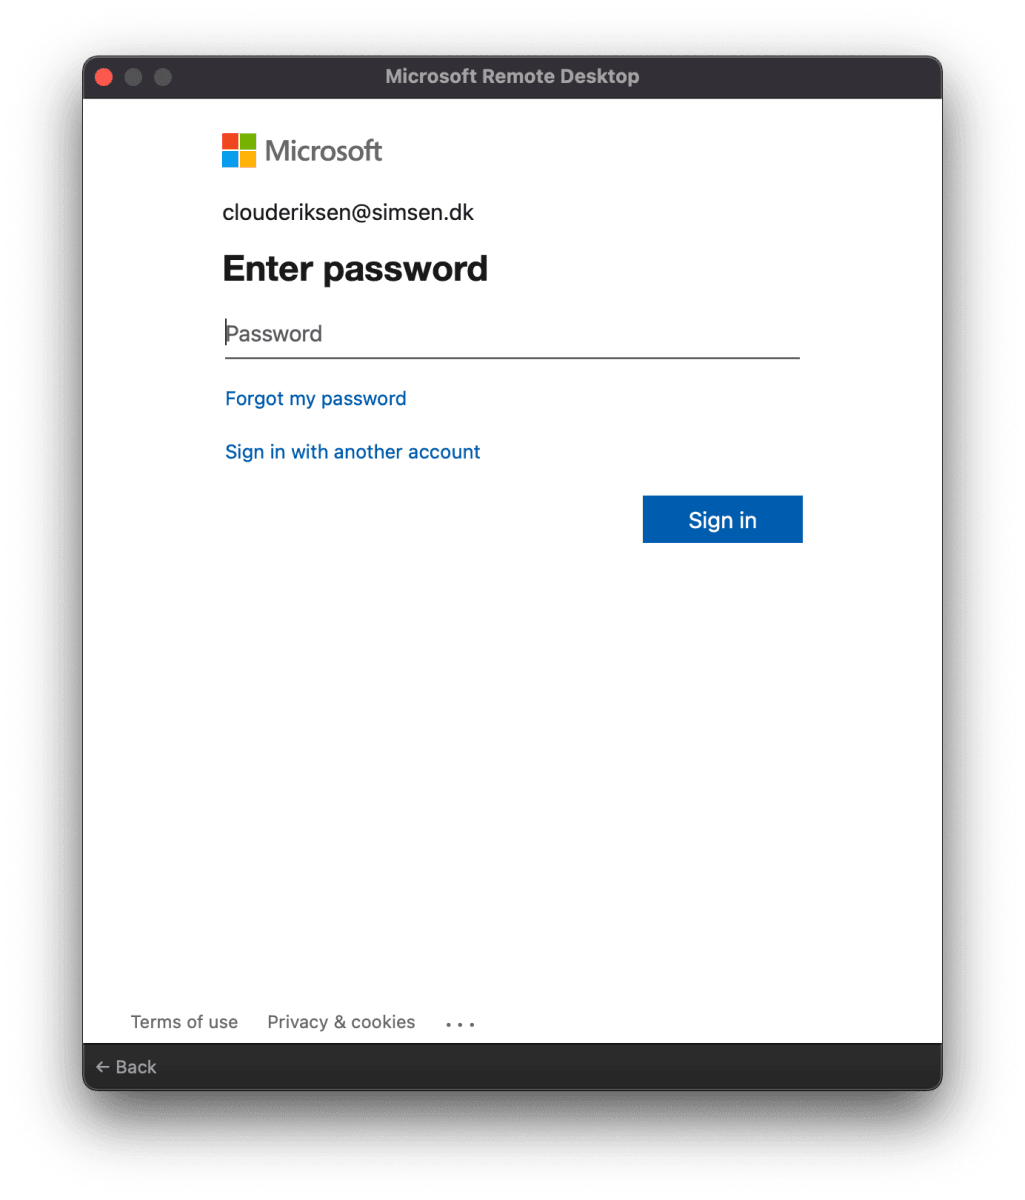 Microsoft Remote Desktop
Microsoft
clouderiksen@simsen.dk
Enter password
Password
Forgot my password
Sign in with another account
Sign in
Terms of use Privacy & cookies ...
← Back